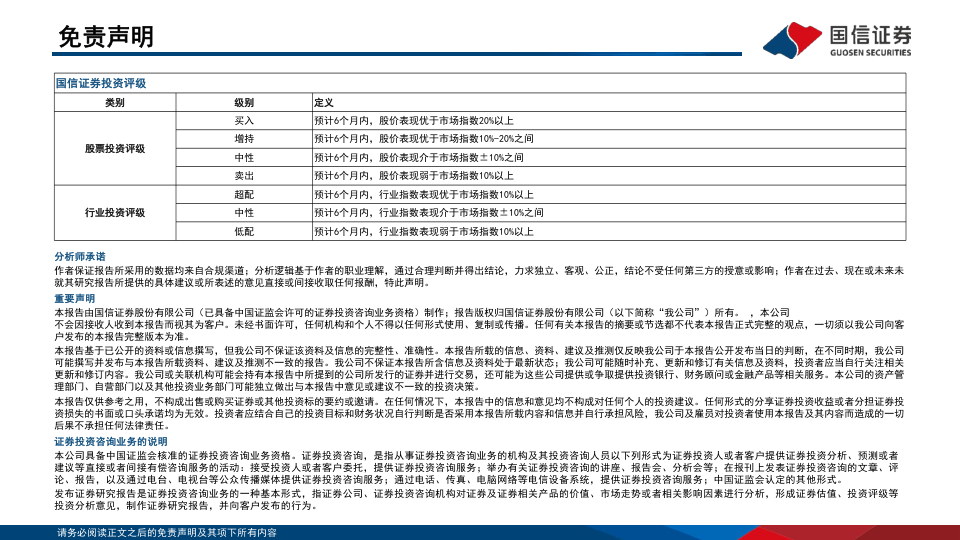 免责声明
国信证券
GUOSEN SECURITIES
国信证券投资评级
类别 级别 定义
股票投资评级
买入 预计6个月内，股价表现优于市场指数20%以上
增持 预计6个月内，股价表现优于市场指数10%-20%之间
中性 预计6个月内，股价表现介于市场指数±10%之间
卖出 预计6个月内，股价表现弱于市场指数10%以上
行业投资评级
超配 预计6个月内，行业指数表现优于市场指数10%以上
中性 预计6个月内，行业指数表现介于市场指数±10%之间
低配 预计6个月内，行业指数表现弱于市场指数10%以上
分析师承诺
作者保证报告所采用的数据均来自合规渠道；分析逻辑基于作者的职业理解，通过合理判断并得出结论，力求独立、客观、公正，结论不受任何第三方的授意或影响；作者在过去、现在或未来未
就其研究报告所提供的具体建议或所表述的意见直接或间接收取任何报酬，特此声明。
重要声明
本报告由国信证券股份有限公司（已具备中国证监会许可的证券投资咨询业务资格）制作；报告版权归国信证券股份有限公司（以下简称“我公司”）所有。 ，本公司
不会因接收人收到本报告而视其为客户。未经书面许可，任何机构和个人不得以任何形式使用、复制或传播。任何有关本报告的摘要或节选都不代表本报告正式完整的观点，一切须以我公司向客
户发布的本报告完整版本为准。
本报告基于已公开的资料或信息撰写，但我公司不保证该资料及信息的完整性、准确性。本报告所载的信息、资料、建议及推测仅反映我公司于本报告公开发布当日的判断，在不同时期，我公司
可能撰写并发布与本报告所载资料、建议及推测不一致的报告。我公司不保证本报告所含信息及资料处于最新状态；我公司可能随时补充、更新和修订有关信息及资料，投资者应当自行关注相关
更新和修订内容。我公司或关联机构可能会持有本报告中所提到的公司所发行的证券并进行交易，还可能为这些公司提供或争取提供投资银行、财务顾问或金融产品等相关服务。本公司的资产管
理部门、自营部门以及其他投资业务部门可能独立做出与本报告中意见或建议不一致的投资决策。
本报告仅供参考之用，不构成出售或购买证券或其他投资标的要约或邀请。在任何情况下，本报告中的信息和意见均不构成对任何个人的投资建议。任何形式的分享证券投资收益或者分担证券投
资损失的书面或口头承诺均为无效。投资者应结合自己的投资目标和财务状况自行判断是否采用本报告所载内容和信息并自行承担风险，我公司及雇员对投资者使用本报告及其内容而造成的一切
后果不承担任何法律责任。
证券投资咨询业务的说明
本公司具备中国证监会核准的证券投资咨询业务资格。证券投资咨询，是指从事证券投资咨询业务的机构及其投资咨询人员以下列形式为证券投资人或者客户提供证券投资分析、预测或者
建议等直接或者间接有偿咨询服务的活动：接受投资人或者客户委托，提供证券投资咨询服务；举办有关证券投资咨询的讲座、报告会、分析会等；在报刊上发表证券投资咨询的文章、评
论、报告，以及通过电台、电视台等公众传播媒体提供证券投资咨询服务；通过电话、传真、电脑网络等电信设备系统，提供证券投资咨询服务；中国证监会认定的其他形式。
发布证券研究报告是证券投资咨询业务的一种基本形式，指证券公司、证券投资咨询机构对证券及证券相关产品的价值、市场走势或者相关影响因素进行分析，形成证券估值、投资评级等
投资分析意见，制作证券研究报告，并向客户发布的行为。
请务必阅读正文之后的免责声明及其项下所有内容